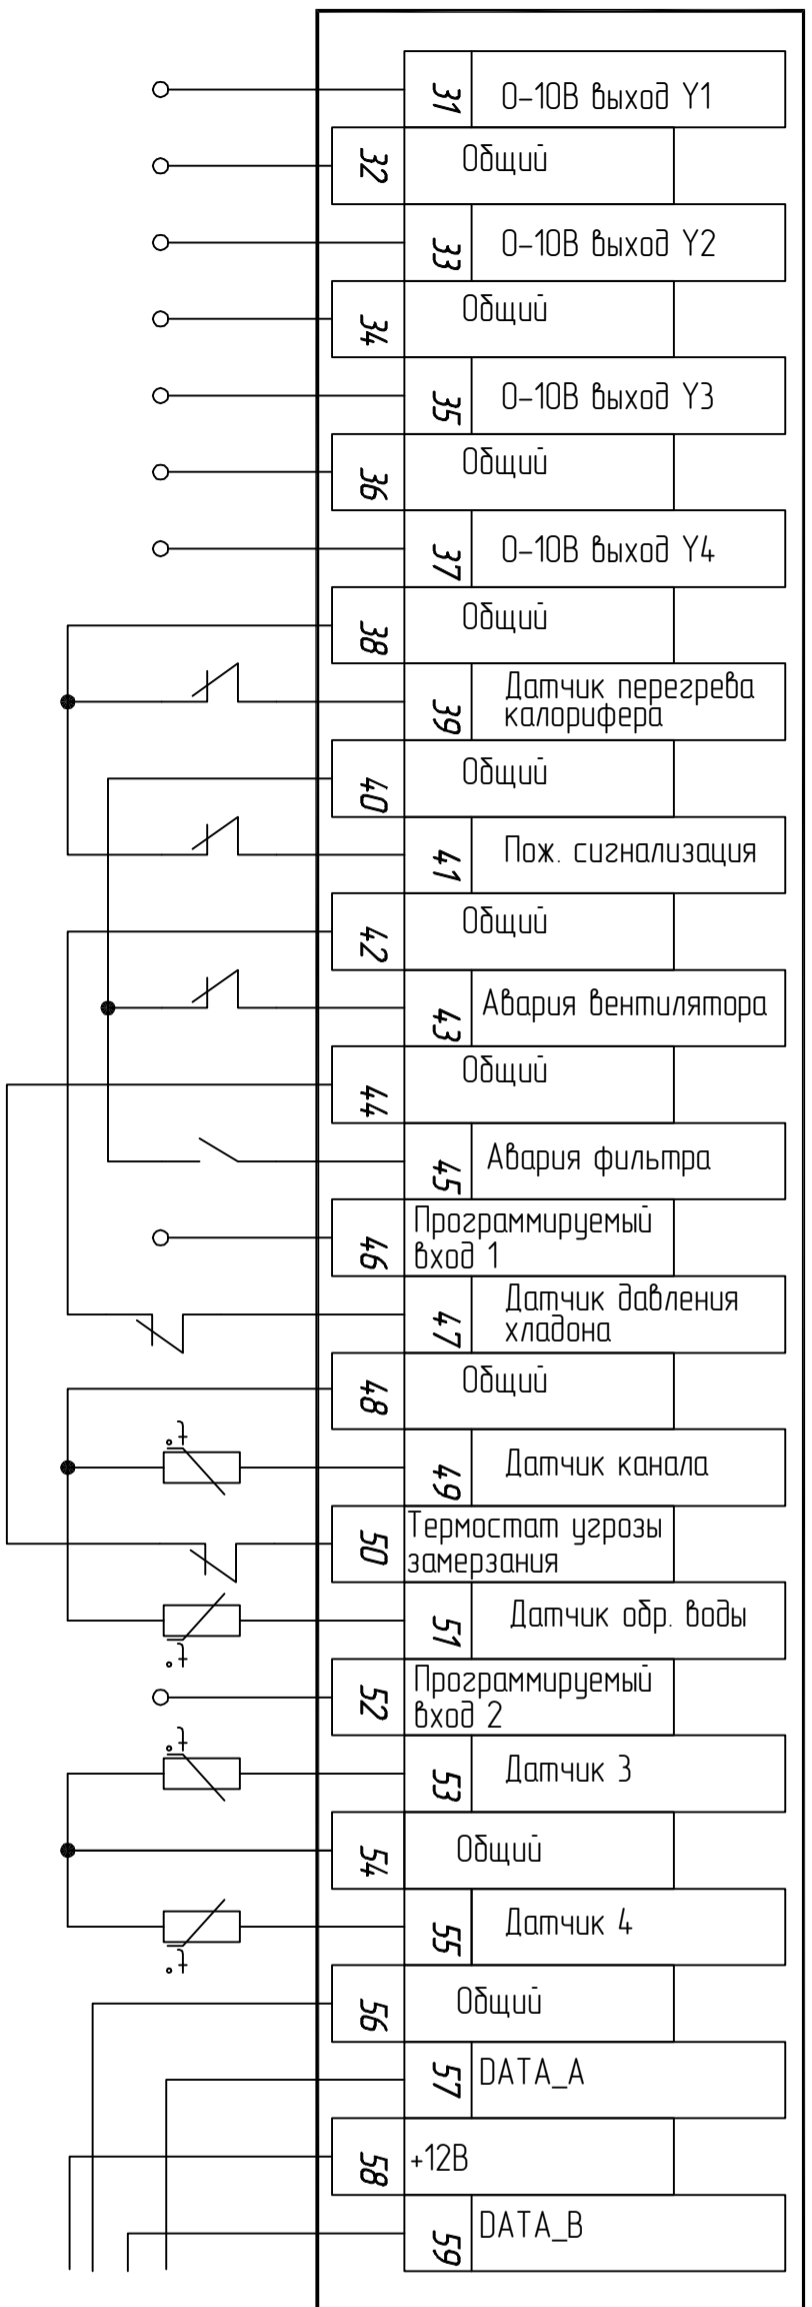 31 0-10В выход Y1
32 Общий
33 0-10В выход Y2
34 Общий
35 0-10В выход Y3
36 Общий
37 0-10В выход Y4
38 Общий
39 Датчик перегрева
калорифера
40 Общий
41 Пож. сигнализация
42 Общий
43 Авария вентилятора
44 Общий
45 Авария фильтра
46 Программируемый
вход 1
47 Датчик давления
хладона
48 Общий
t°
49 Датчик канала
50 Термостат угрозы
замерзания
51 Датчик обр. воды
t°
52 Программируемый
вход 2
t°
53 Датчик 3
54 Общий
55 Датчик 4
t°
56 Общий
57 DATA_A
58 +12В
59 DATA_B